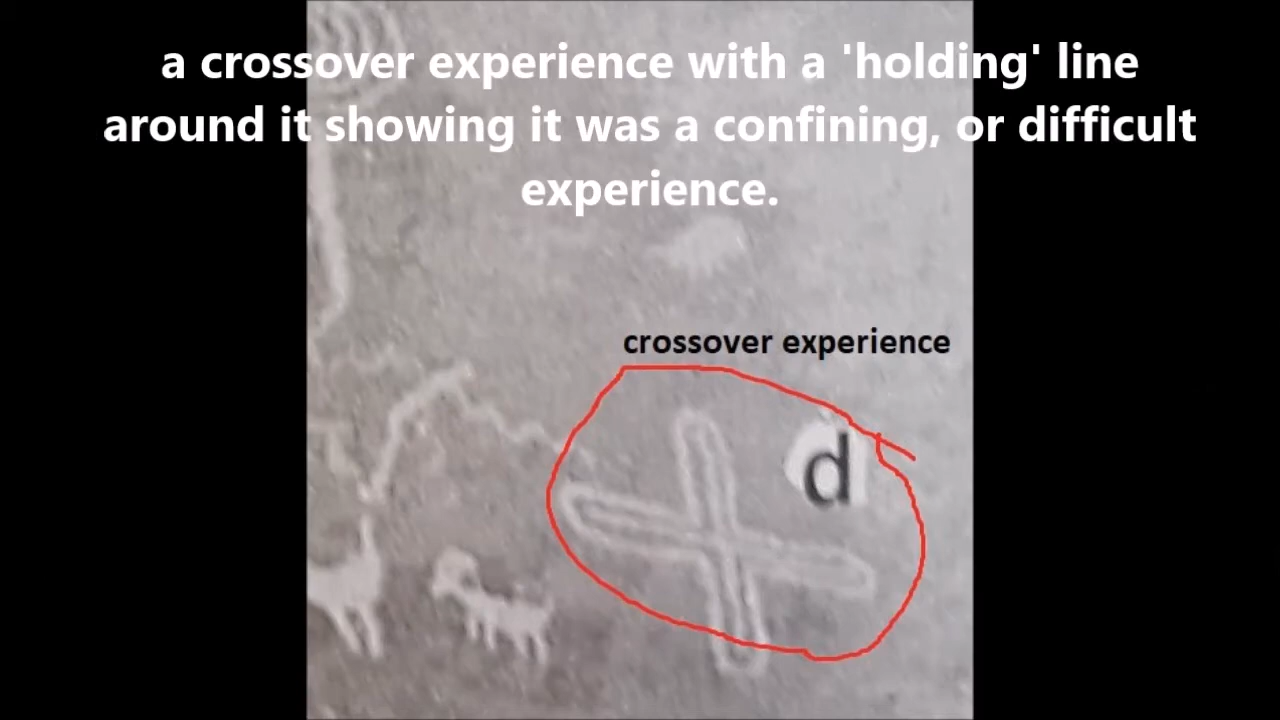 a crossover experience with a 'holding' line
around it showing it was a confining, or difficult
experience.
crossover experience
d